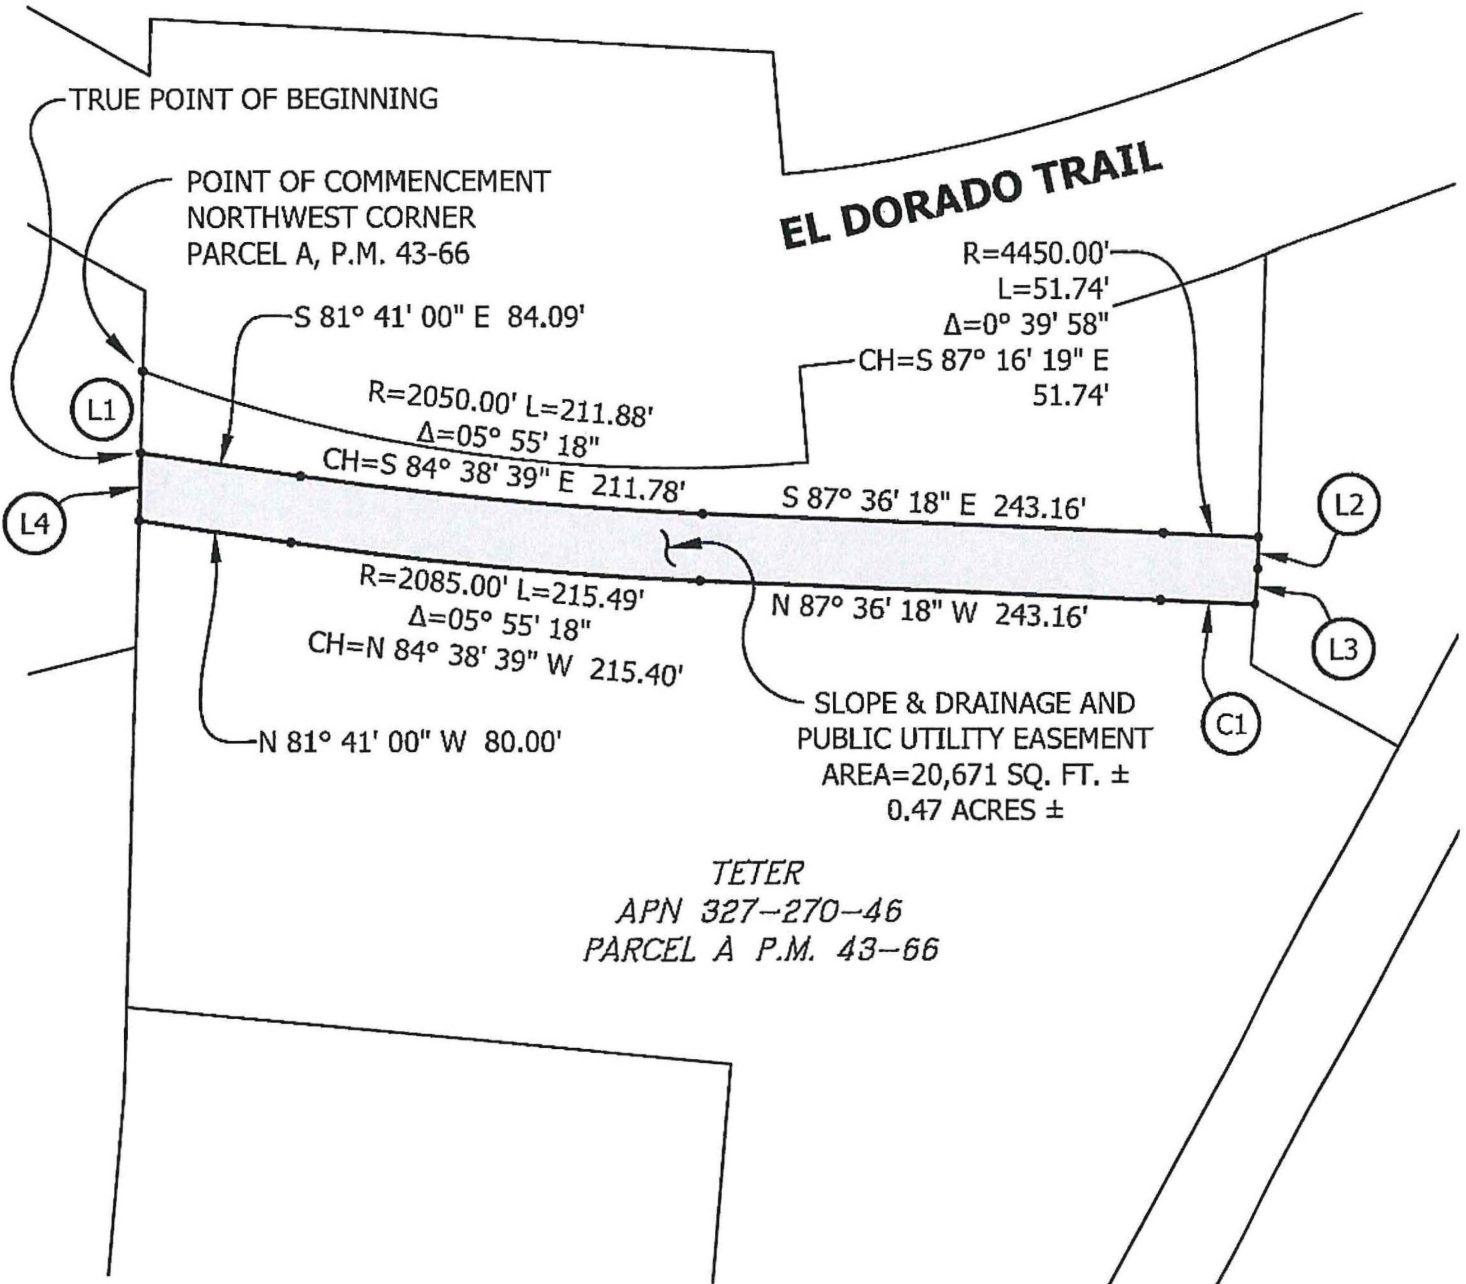 TRUE POINT OF BEGINNING
POINT OF COMMENCEMENT
NORTHWEST CORNER
PARCEL A, P.M. 43-66
EL DORADO TRAIL
R=4450.00'
L=51.74'
Δ=0° 39' 58"
CH=S 87° 16' 19" E
51.74'
S 81° 41' 00" E 84.09'
L1
R=2050.00' L=211.88'
Δ=05° 55' 18"
CH=S 84° 38' 39" E 211.78'
S 87° 36' 18" E 243.16'
L2
L4
R=2085.00' L=215.49'
Δ=05° 55' 18"
CH=N 84° 38' 39" W 215.40'
N 87° 36' 18" W 243.16'
L3
C1
N 81° 41' 00" W 80.00'
SLOPE & DRAINAGE AND
PUBLIC UTILITY EASEMENT
AREA=20,671 SQ. FT. ±
0.47 ACRES ±
TETER
APN 327-270-46
PARCEL A P.M. 43-66